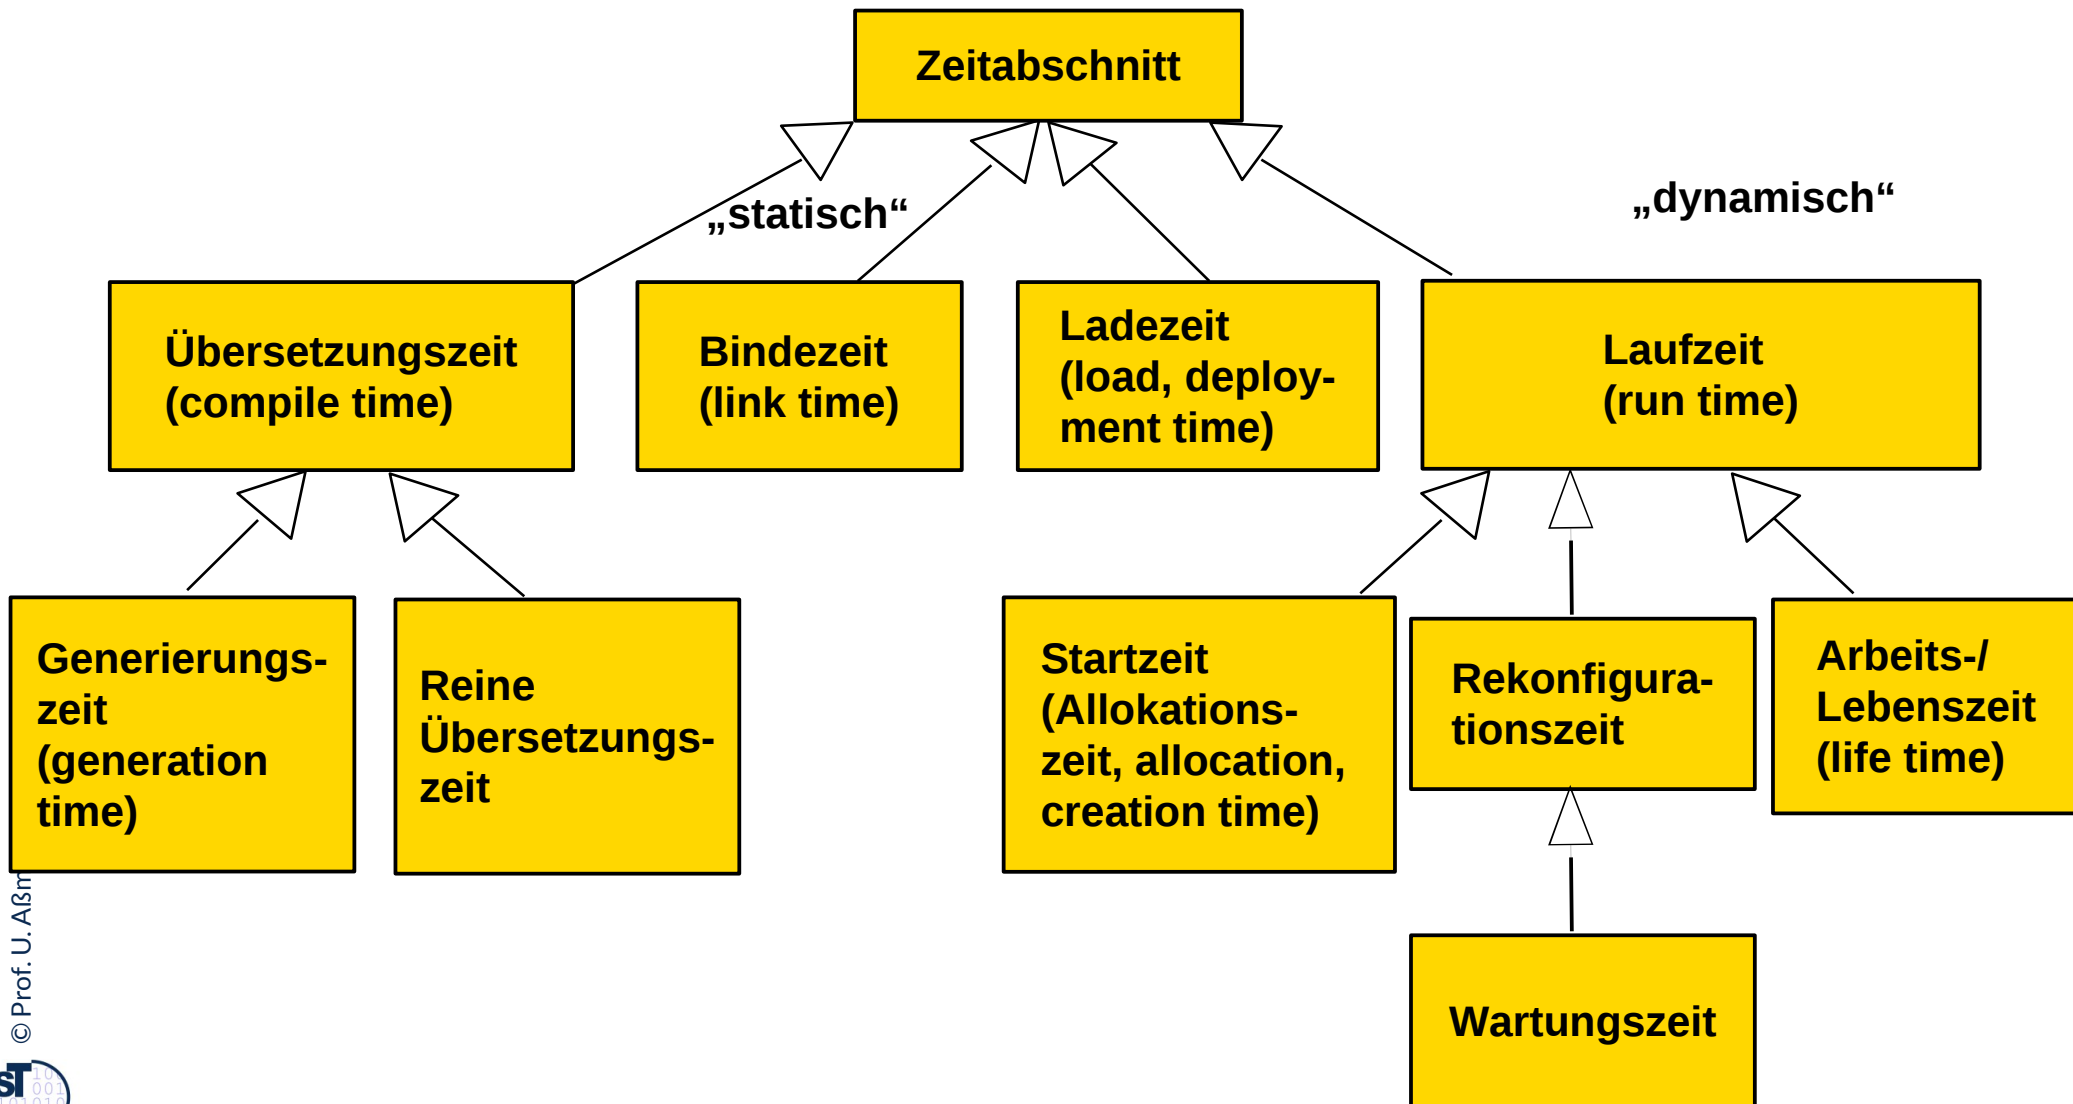 Zeitabschnitt
„statisch“
„dynamisch“
Übersetzungszeit
(compile time)
Bindezeit
(link time)
Ladezeit
(load, deploy-
ment time)
Laufzeit
(run time)
Generierungs-
zeit
(generation
time)
Reine
Übersetzungs-
zeit
Startzeit
(Allokations-
zeit, allocation,
creation time)
Rekonfigura-
tionszeit
Arbeits-/
Lebenszeit
(life time)
Wartungszeit
© Prof. U. Aßm
sT